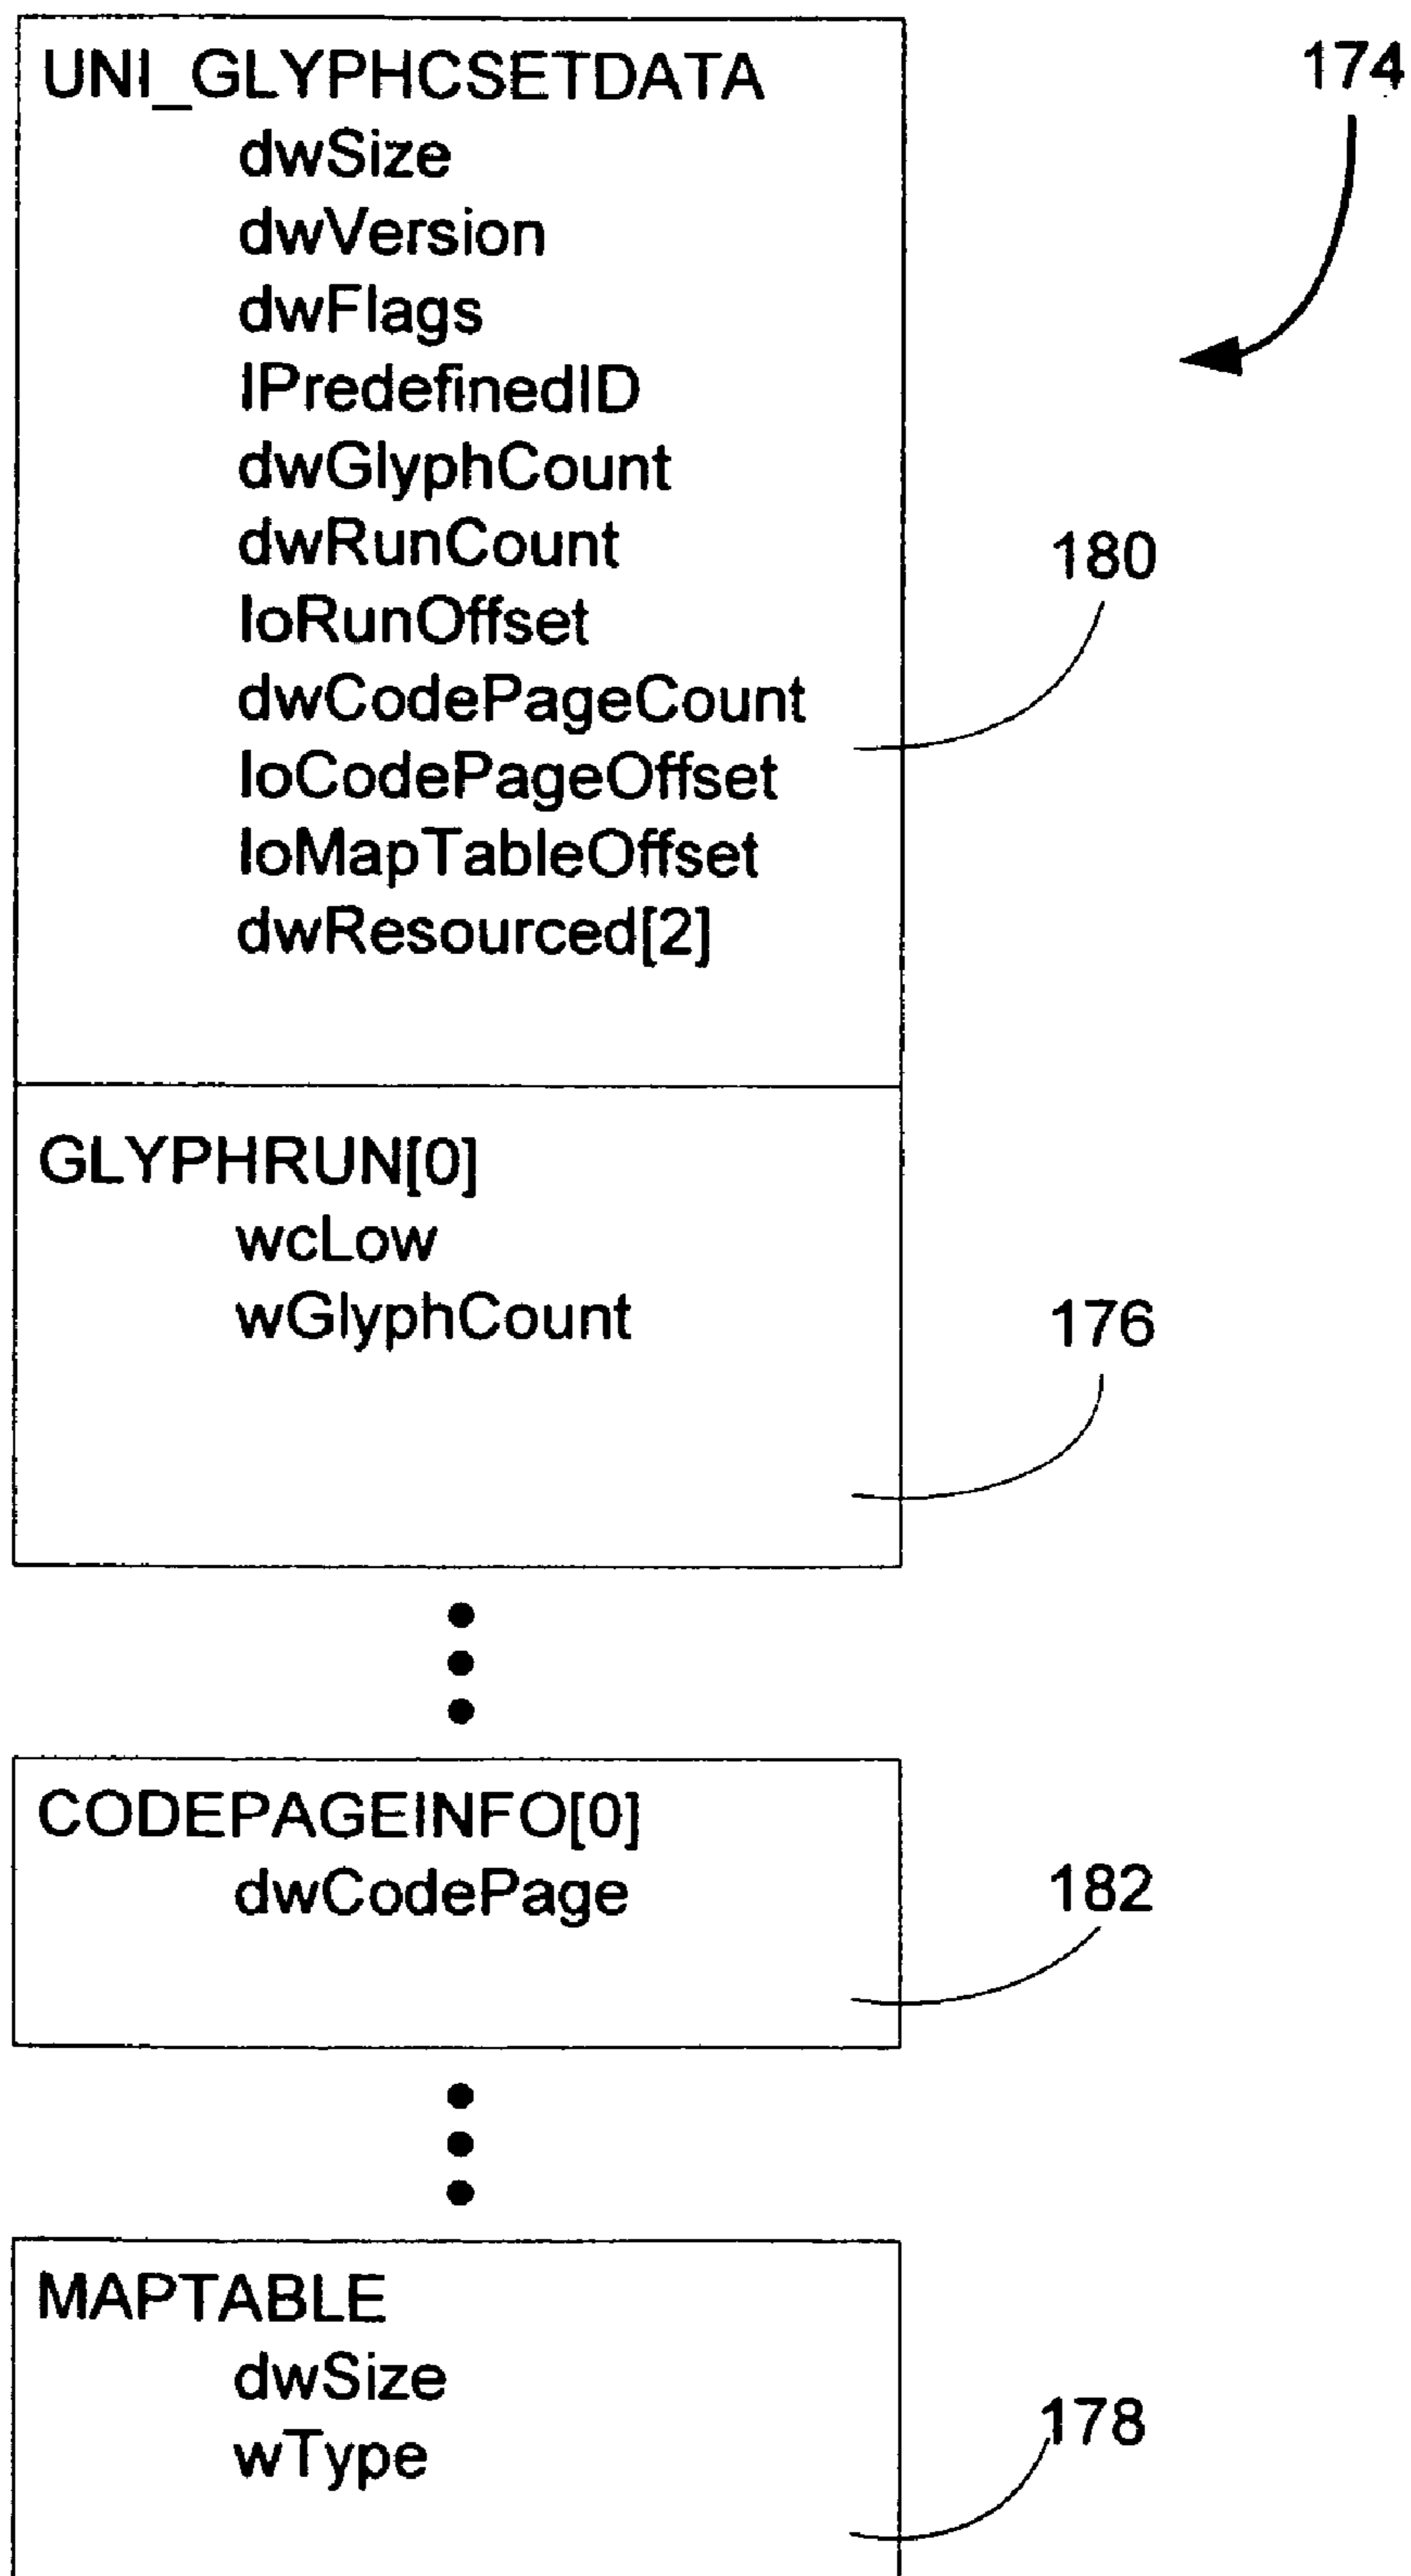 UNI_GLYPHCSETDATA
dwSize
dwVersion
dwFlags
lPredefinedID
dwGlyphCount
dwRunCount
loRunOffset
dwCodePageCount
loCodePageOffset
loMapTableOffset
dwResourced[2]
174
180
GLYPHRUN[0]
wcLow
wGlyphCount
176
CODEPAGEINFO[0]
dwCodePage
182
MAPTABLE
dwSize
wType
178